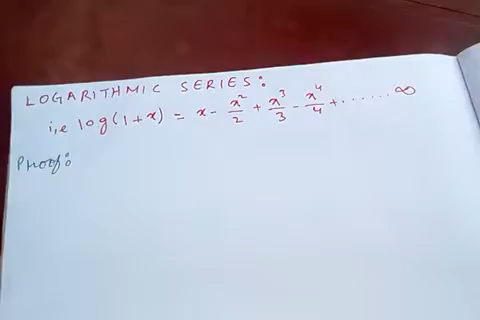 LOGARITHMIC SERIES:
i,e log(1+x) = x - x²/2 + x³/3 - x⁴/4 + ...... ∞
Proof: